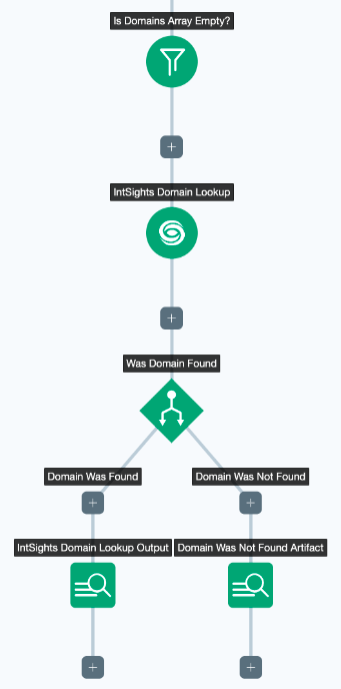 Is Domains Array Empty?
IntSights Domain Lookup
Was Domain Found
Domain Was Found
Domain Was Not Found
IntSights Domain Lookup Output
Domain Was Not Found Artifact